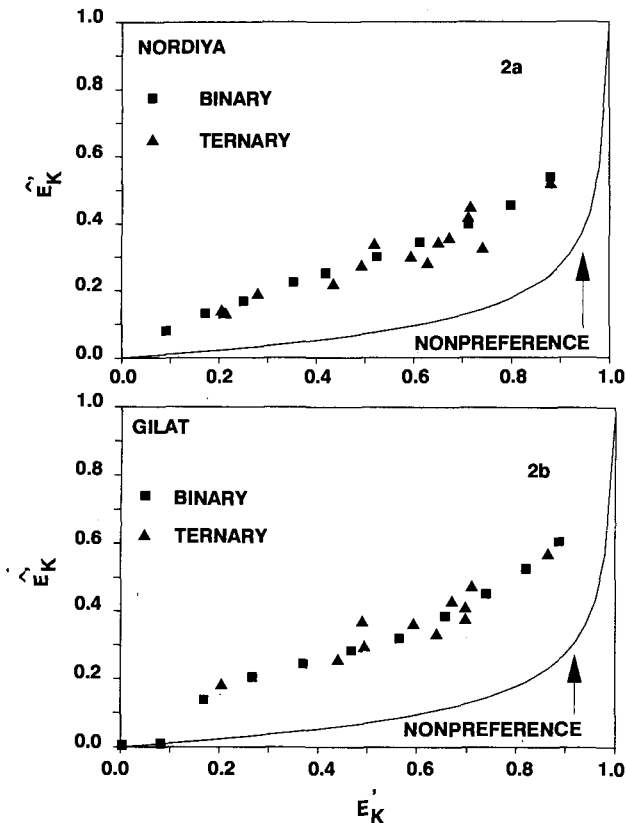 1.0
NORDIYA
2a
0.8
■ BINARY
▲ TERNARY
0.6
Ê'K
0.4
0.2
NONPREFERENCE
0.0
0.0 0.2 0.4 0.6 0.8 1.0
1.0
GILAT
0.8
2b
■ BINARY
▲ TERNARY
0.6
Ê'K
0.4
0.2
NONPREFERENCE
0.0
0.0 0.2 0.4 0.6 0.8 1.0
E'K